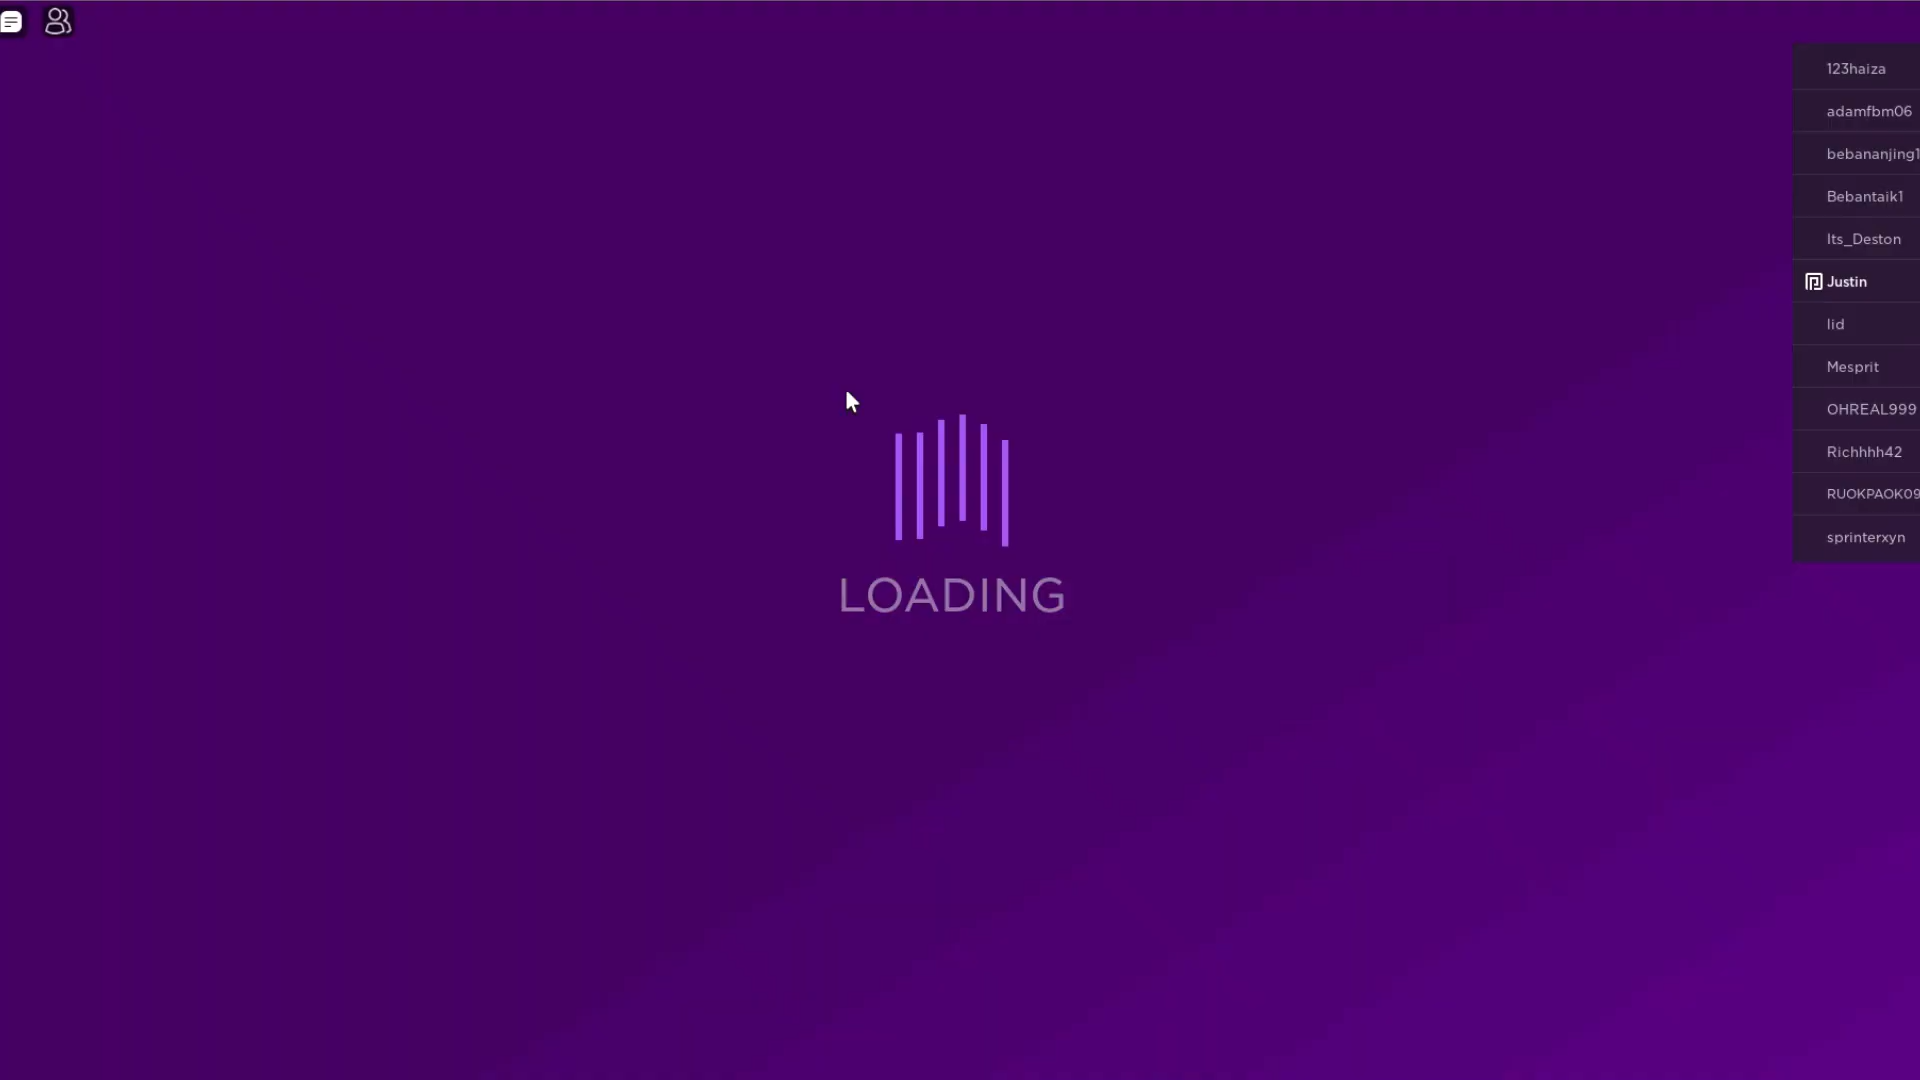 123haiza
adamfbm06
bebananjing1
Bebantaik1
Its_Deston
Justin
lid
Mesprit
OHREAL999
Richhhh42
RUOKPAOK09
sprinterxyn
LOADING